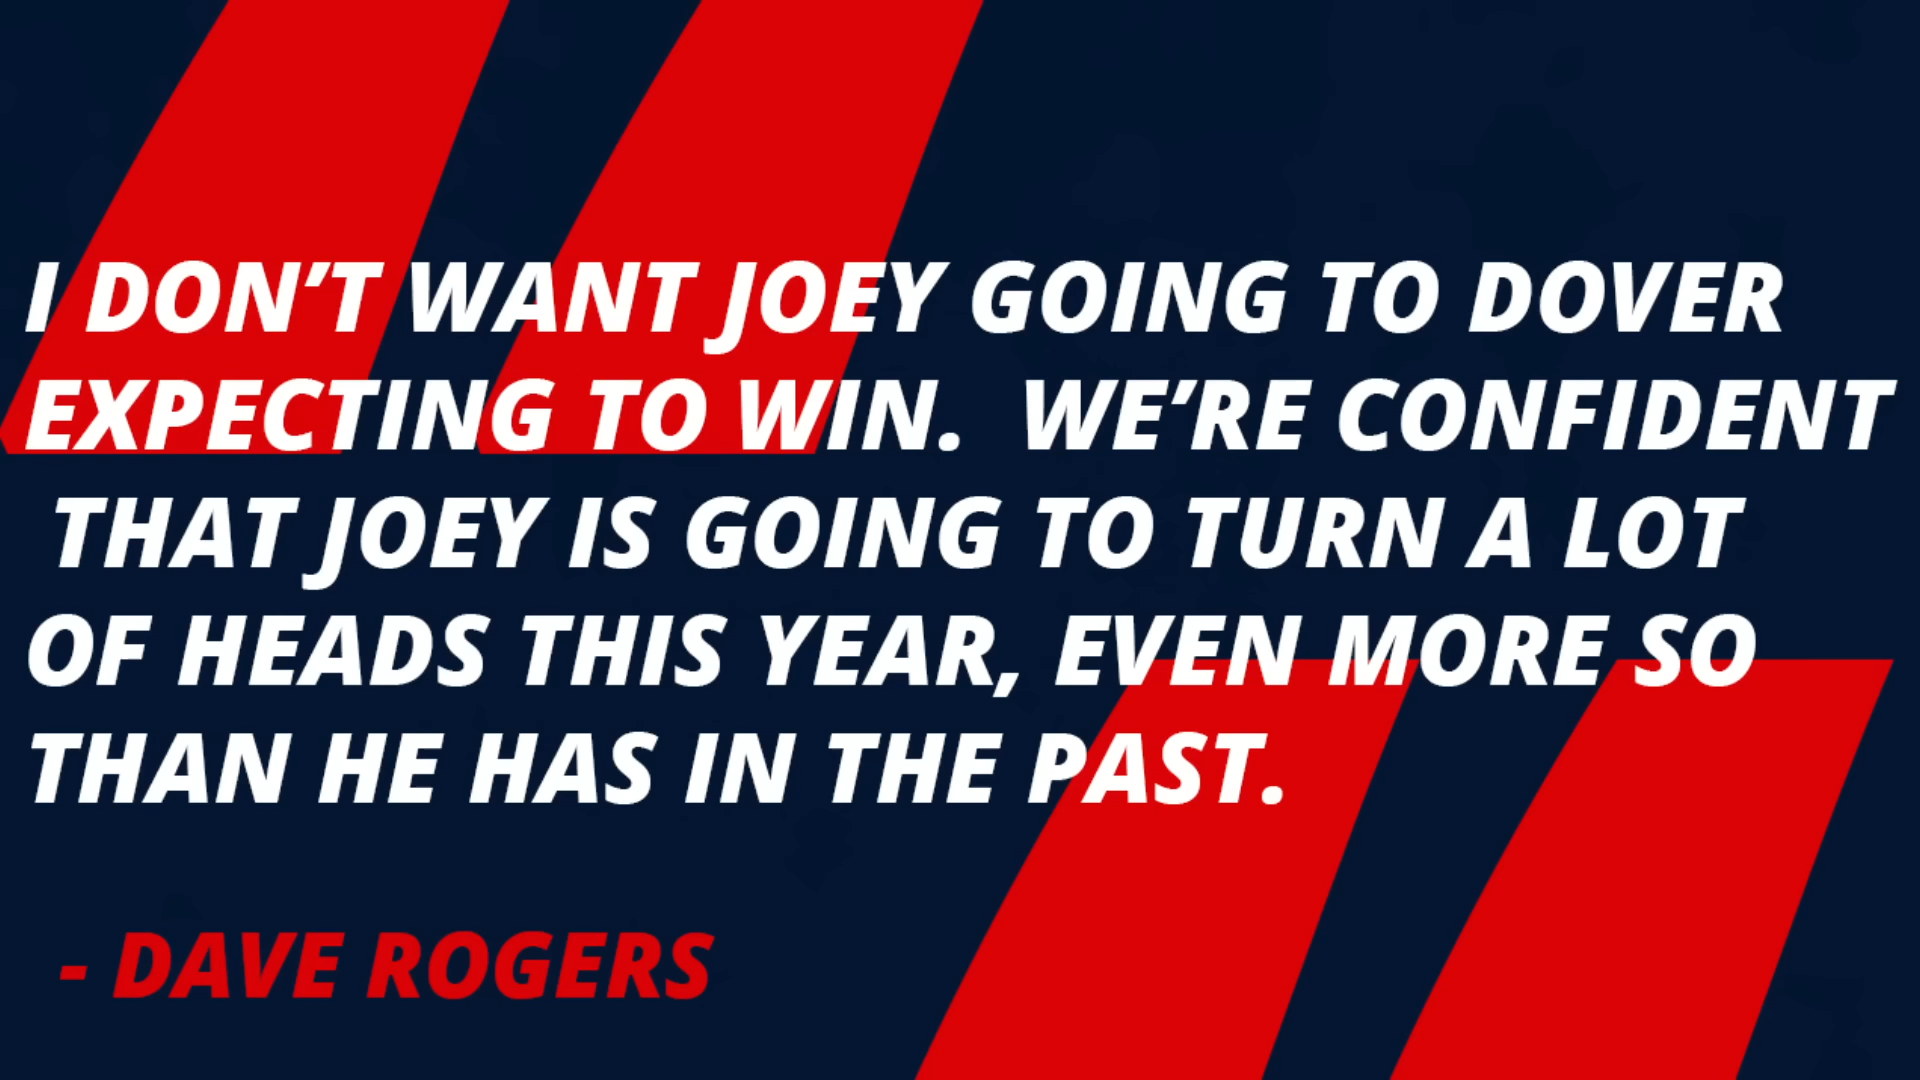 I DON’T WANT JOEY GOING TO DOVER
EXPECTING TO WIN.  WE’RE CONFIDENT
THAT JOEY IS GOING TO TURN A LOT
OF HEADS THIS YEAR, EVEN MORE SO
THAN HE HAS IN THE PAST.
- DAVE ROGERS